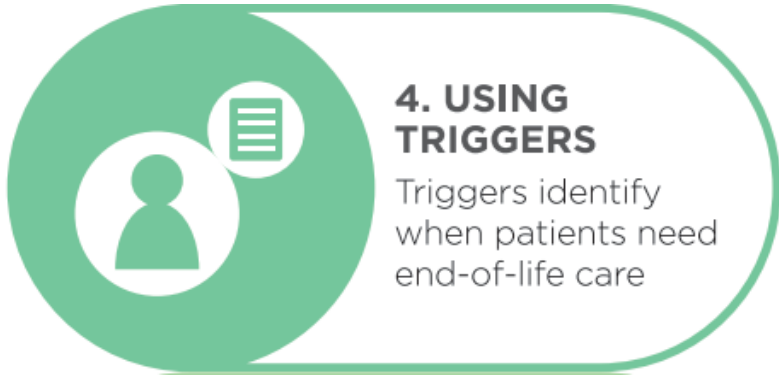 4. USING
TRIGGERS
Triggers identify
when patients need
end-of-life care